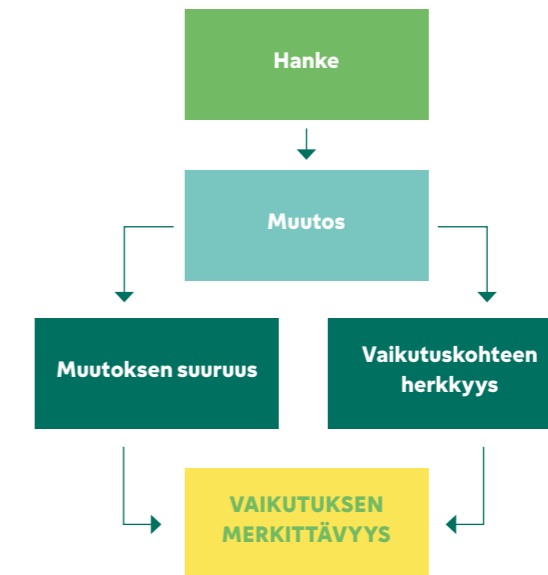 Hanke
Muutos
Muutoksen suuruus
Vaikutuskohteen
herkkyys
VAIKUTUKSEN
MERKITTÄVYYS